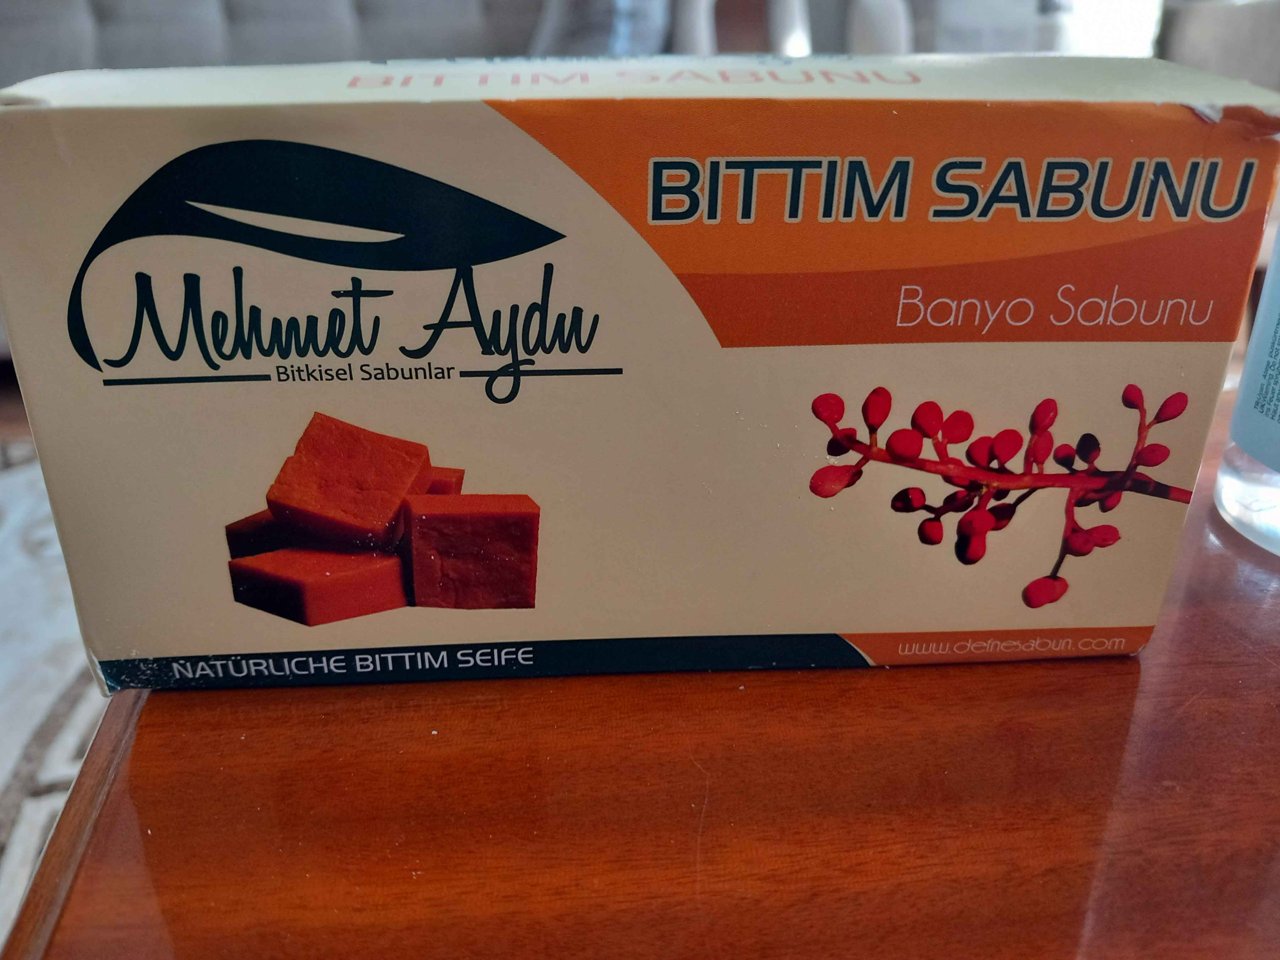 BITTIM SABUNU
Mehmet Aydın
Bitkisel Sabunlar
BITTIM SABUNU
Banyo Sabunu
NATÜRLICHE BITTIM SEIFE
www.defnesabun.com